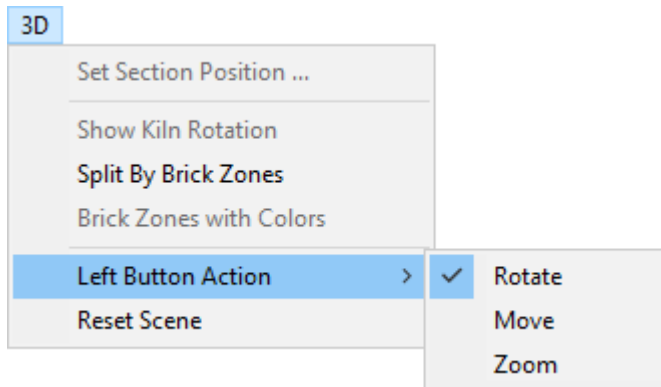 3D
Set Section Position ...
Show Kiln Rotation
Split By Brick Zones
Brick Zones with Colors
Left Button Action
Reset Scene
Rotate
Move
Zoom